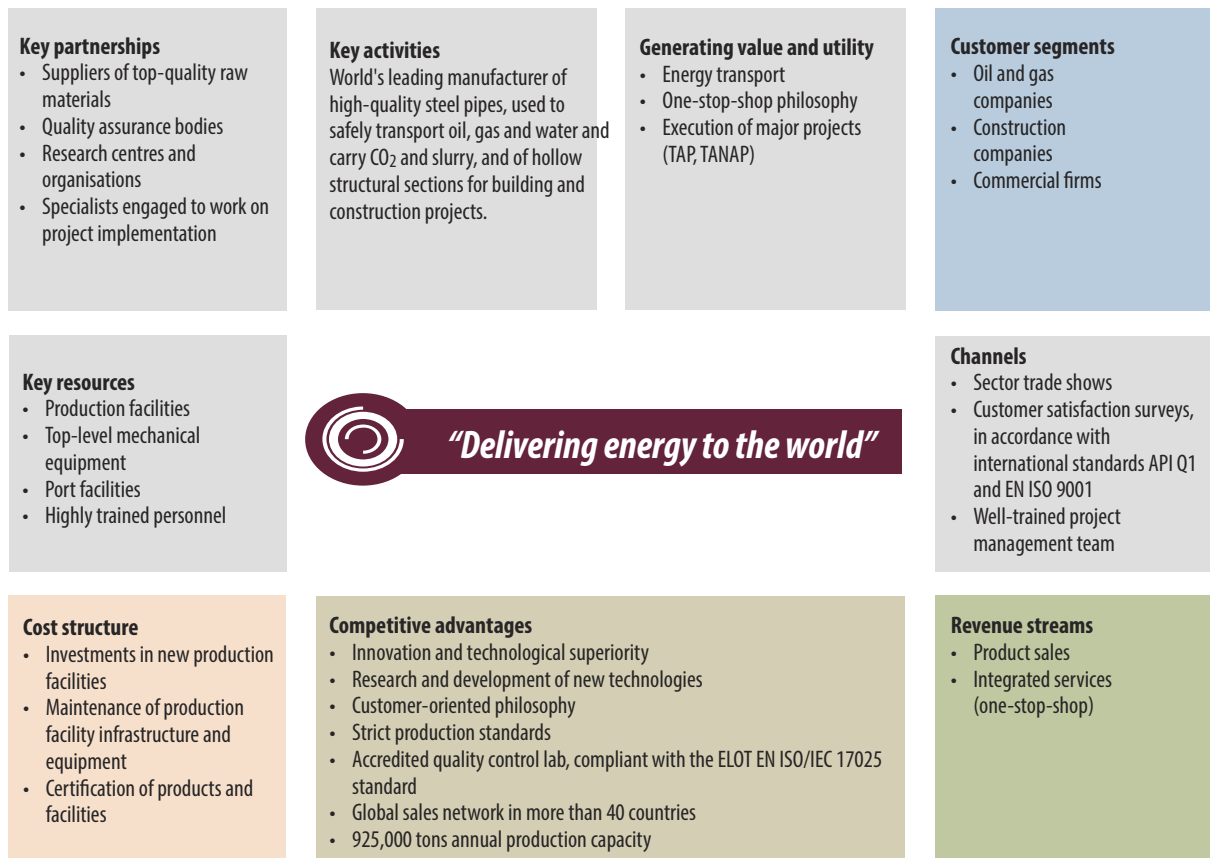 Key partnerships
• Suppliers of top-quality raw
materials
• Quality assurance bodies
• Research centres and
organisations
• Specialists engaged to work on
project implementation
Key activities
World's leading manufacturer of
high-quality steel pipes, used to
safely transport oil, gas and water and
carry CO2 and slurry, and of hollow
structural sections for building and
construction projects.
Generating value and utility
• Energy transport
• One-stop-shop philosophy
• Execution of major projects
(TAP, TANAP)
Customer segments
• Oil and gas
companies
• Construction
companies
• Commercial firms
Key resources
• Production facilities
• Top-level mechanical
equipment
• Port facilities
• Highly trained personnel
“Delivering energy to the world”
Channels
• Sector trade shows
• Customer satisfaction surveys,
in accordance with
international standards API Q1
and EN ISO 9001
• Well-trained project
management team
Cost structure
• Investments in new production
facilities
• Maintenance of production
facility infrastructure and
equipment
• Certification of products and
facilities
Competitive advantages
• Innovation and technological superiority
• Research and development of new technologies
• Customer-oriented philosophy
• Strict production standards
• Accredited quality control lab, compliant with the ELOT EN ISO/IEC 17025
standard
• Global sales network in more than 40 countries
• 925,000 tons annual production capacity
Revenue streams
• Product sales
• Integrated services
(one-stop-shop)